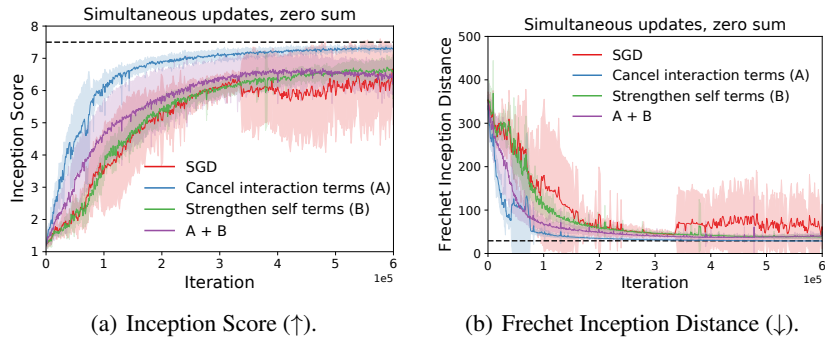 Simultaneous updates, zero sum
8
7
6
5
4
3
2
1
Inception Score
SGD
Cancel interaction terms (A)
Strengthen self terms (B)
A + B
0 1 2 3 4 5 6
1e5
Iteration
(a) Inception Score (↑).
Simultaneous updates, zero sum
500
400
300
200
100
0
Frechet Inception Distance
SGD
Cancel interaction terms (A)
Strengthen self terms (B)
A + B
0 1 2 3 4 5 6
1e5
Iteration
(b) Frechet Inception Distance (↓).